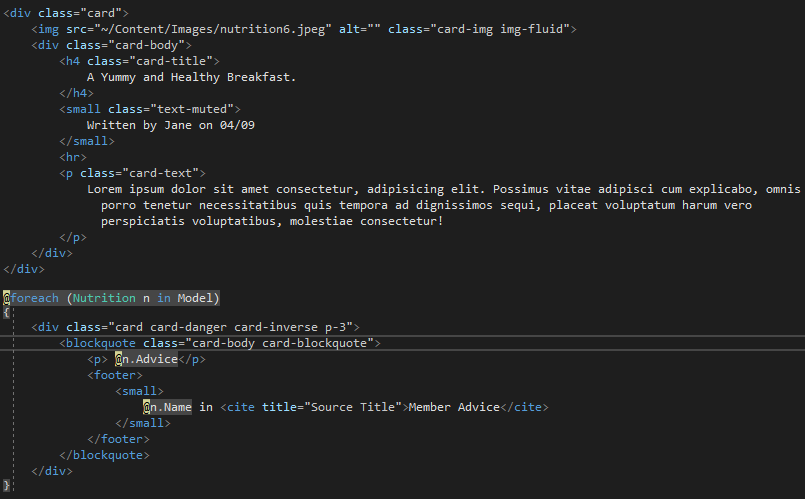 <div class="card">
    <img src="~/Content/Images/nutrition6.jpeg" alt="" class="card-img img-fluid">
    <div class="card-body">
        <h4 class="card-title">
            A Yummy and Healthy Breakfast.
        </h4>
        <small class="text-muted">
            Written by Jane on 04/09
        </small>
        <hr>
        <p class="card-text">
            Lorem ipsum dolor sit amet consectetur, adipisicing elit. Possimus vitae adipisci cum explicabo, omnis
              porro tenetur necessitatibus quis tempora ad dignissimos sequi, placeat voluptatum harum vero
              perspiciatis voluptatibus, molestiae consectetur!
        </p>
    </div>
</div>
@foreach (Nutrition n in Model)
{
    <div class="card card-danger card-inverse p-3">
        <blockquote class="card-body card-blockquote">
            <p> @n.Advice</p>
            <footer>
                <small>
                    @n.Name in <cite title="Source Title">Member Advice</cite>
                </small>
            </footer>
        </blockquote>
    </div>
}